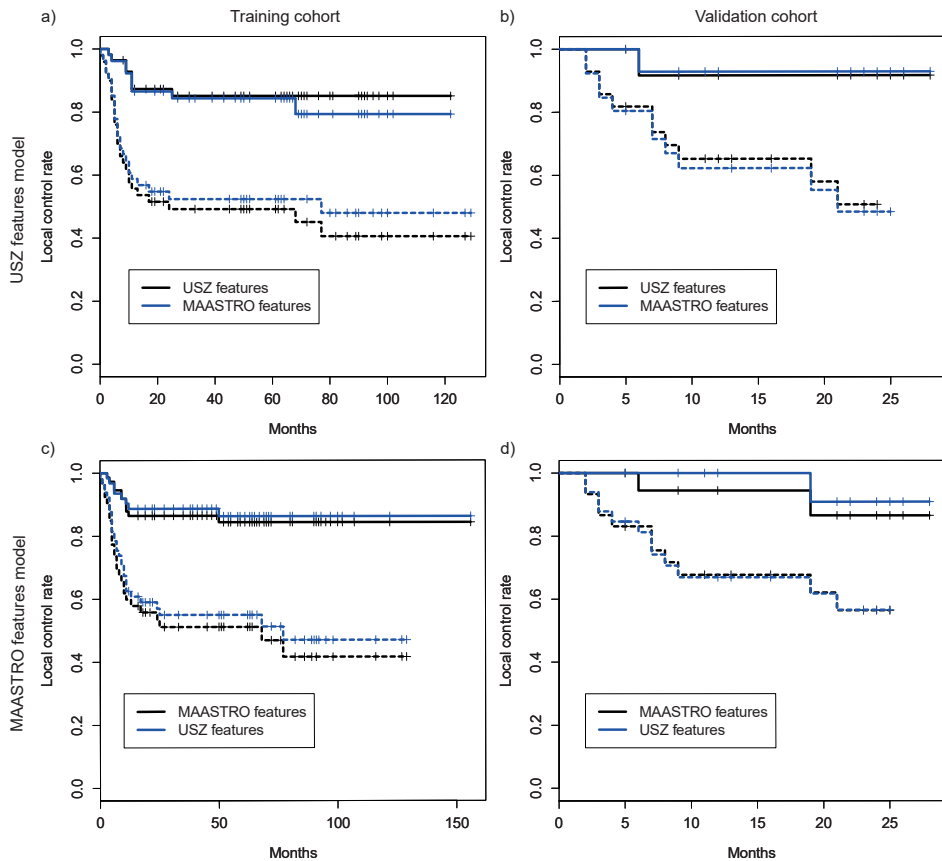 a) Training cohort
b) Validation cohort
USZ features model
Local control rate
1.0
0.8
0.6
0.4
0.2
0.0
USZ features
MAASTRO features
0 20 40 60 80 100 120
Months
Local control rate
1.0
0.8
0.6
0.4
0.2
0.0
USZ features
MAASTRO features
0 5 10 15 20 25
Months
c)
d)
MAASTRO features model
Local control rate
1.0
0.8
0.6
0.4
0.2
0.0
MAASTRO features
USZ features
0 50 100 150
Months
Local control rate
1.0
0.8
0.6
0.4
0.2
0.0
MAASTRO features
USZ features
0 5 10 15 20 25
Months